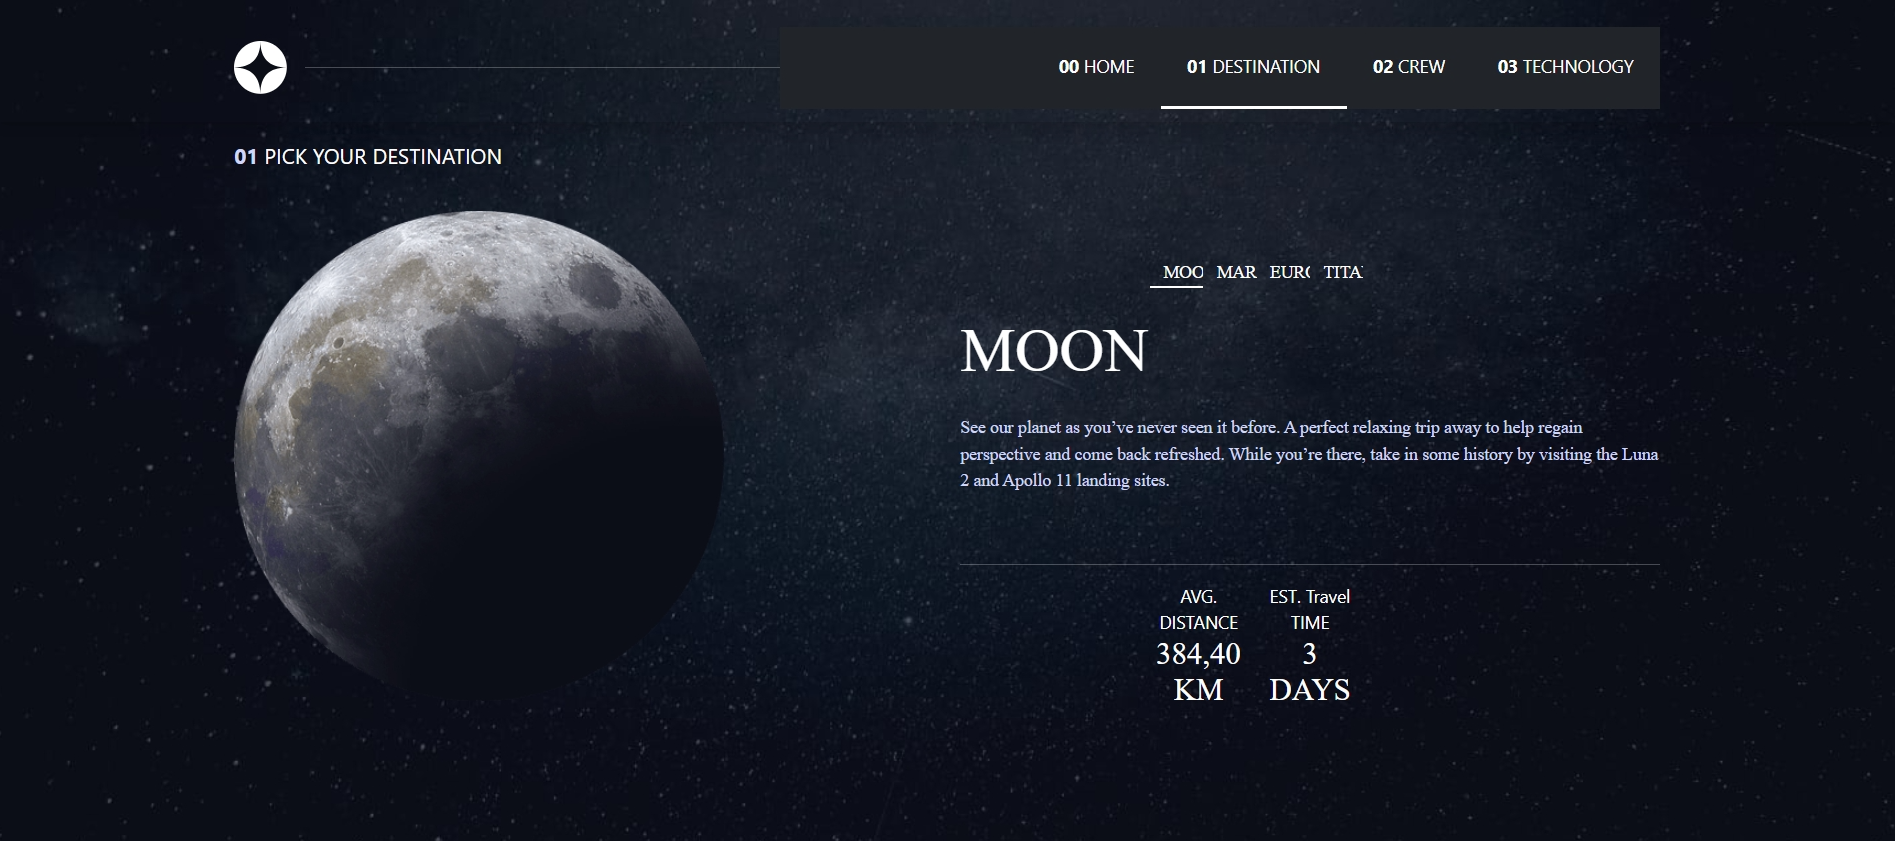 00 HOME 01 DESTINATION 02 CREW 03 TECHNOLOGY
01 PICK YOUR DESTINATION
MOO MAR EURO TITA
MOON
See our planet as you’ve never seen it before. A perfect relaxing trip away to help regain
perspective and come back refreshed. While you’re there, take in some history by visiting the Luna
2 and Apollo 11 landing sites.
AVG. EST. Travel
DISTANCE TIME
384,40 3
KM DAYS